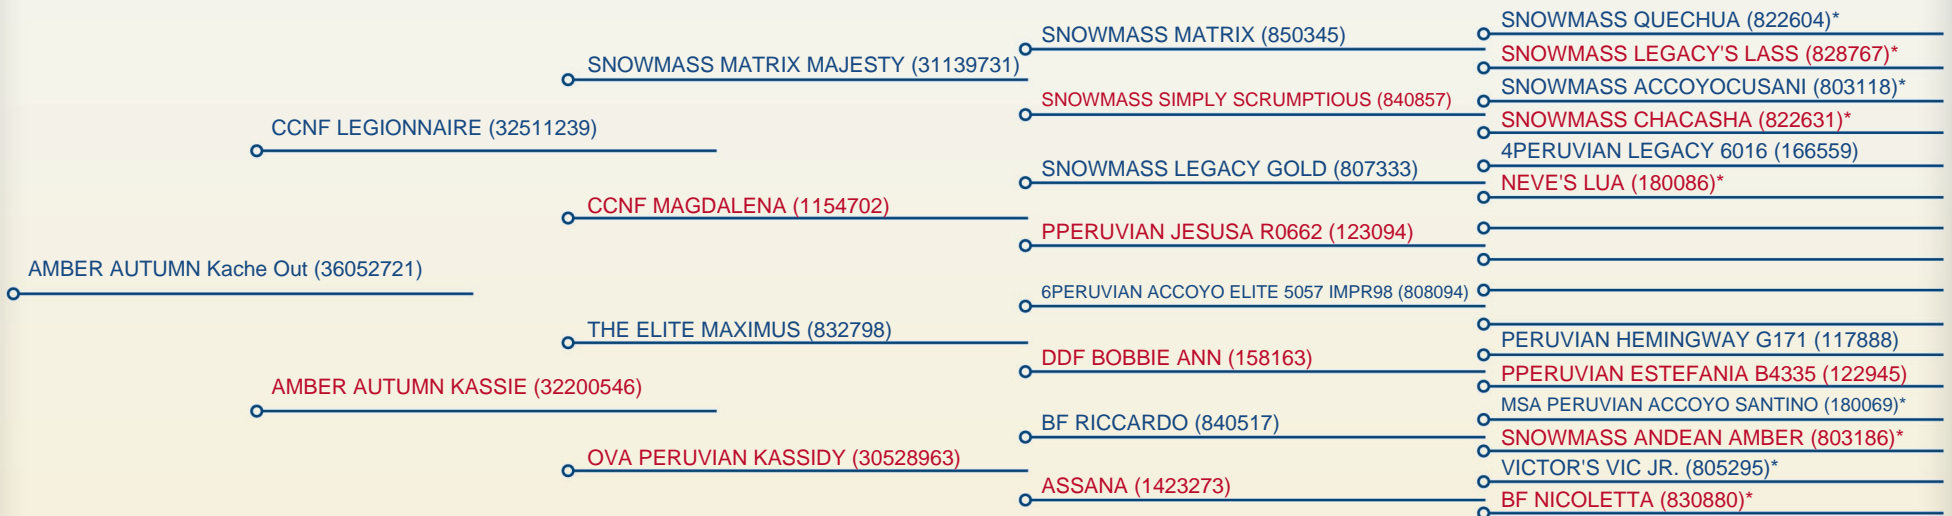 AMBER AUTUMN Kache Out (36052721)
CCNF LEGIONNAIRE (32511239)
AMBER AUTUMN KASSIE (32200546)
SNOWMASS MATRIX MAJESTY (31139731)
CCNF MAGDALENA (1154702)
THE ELITE MAXIMUS (832798)
OVA PERUVIAN KASSIDY (30528963)
SNOWMASS MATRIX (850345)
SNOWMASS SIMPLY SCRUMPTIOUS (840857)
SNOWMASS LEGACY GOLD (807333)
PPERUVIAN JESUSA R0662 (123094)
6PERUVIAN ACCOYO ELITE 5057 IMPR98 (808094)
DDF BOBBIE ANN (158163)
BF RICCARDO (840517)
ASSANA (1423273)
SNOWMASS QUECHUA (822604)*
SNOWMASS LEGACY'S LASS (828767)*
SNOWMASS ACCOYOCUSANI (803118)*
SNOWMASS CHACASHA (822631)*
4PERUVIAN LEGACY 6016 (166559)
NEVE'S LUA (180086)*
PERUVIAN HEMINGWAY G171 (117888)
PPERUVIAN ESTEFANIA B4335 (122945)
MSA PERUVIAN ACCOYO SANTINO (180069)*
SNOWMASS ANDEAN AMBER (803186)*
VICTOR'S VIC JR. (805295)*
BF NICOLETTA (830880)*